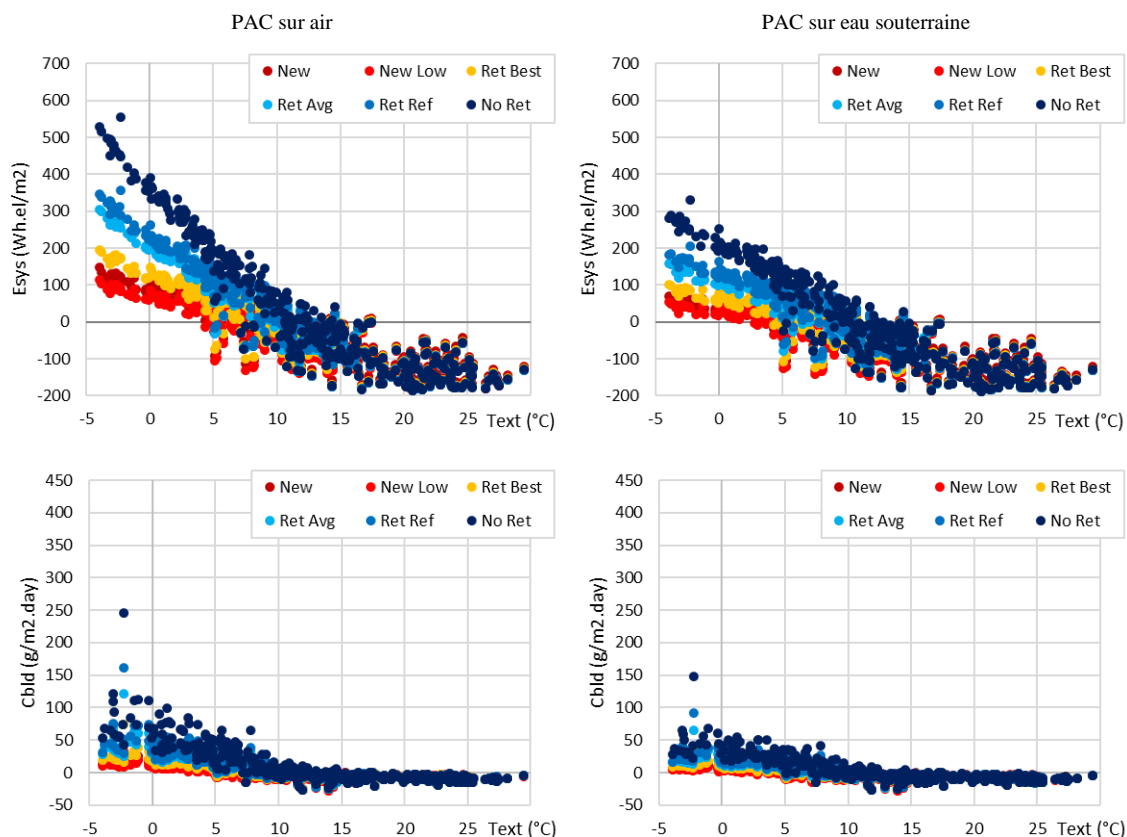 PAC sur air
PAC sur eau souterraine
700
600
500
400
300
200
100
0
-100
-200
Esys (Wh.el/m2)
New New Low Ret Best
Ret Avg Ret Ref No Ret
-5 0 5 10 15 20 25 Text (°C)
700
600
500
400
300
200
100
0
-100
-200
Esys (Wh.el/m2)
New New Low Ret Best
Ret Avg Ret Ref No Ret
-5 0 5 10 15 20 25 Text (°C)
450
400
350
300
250
200
150
100
50
0
-50
Cbld (g/m2.day)
New New Low Ret Best
Ret Avg Ret Ref No Ret
-5 0 5 10 15 20 25 Text (°C)
450
400
350
300
250
200
150
100
50
0
-50
Cbld (g/m2.day)
New New Low Ret Best
Ret Avg Ret Ref No Ret
-5 0 5 10 15 20 25 Text (°C)